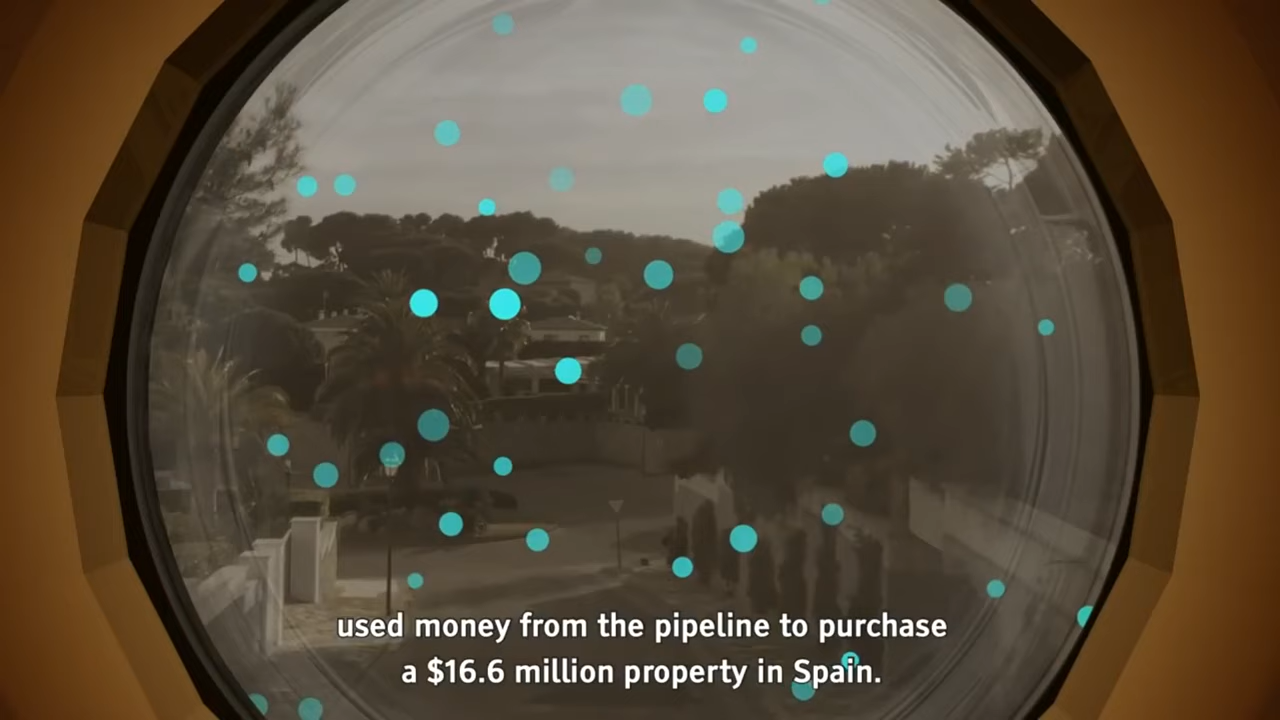 used money from the pipeline to purchase
a $16.6 million property in Spain.